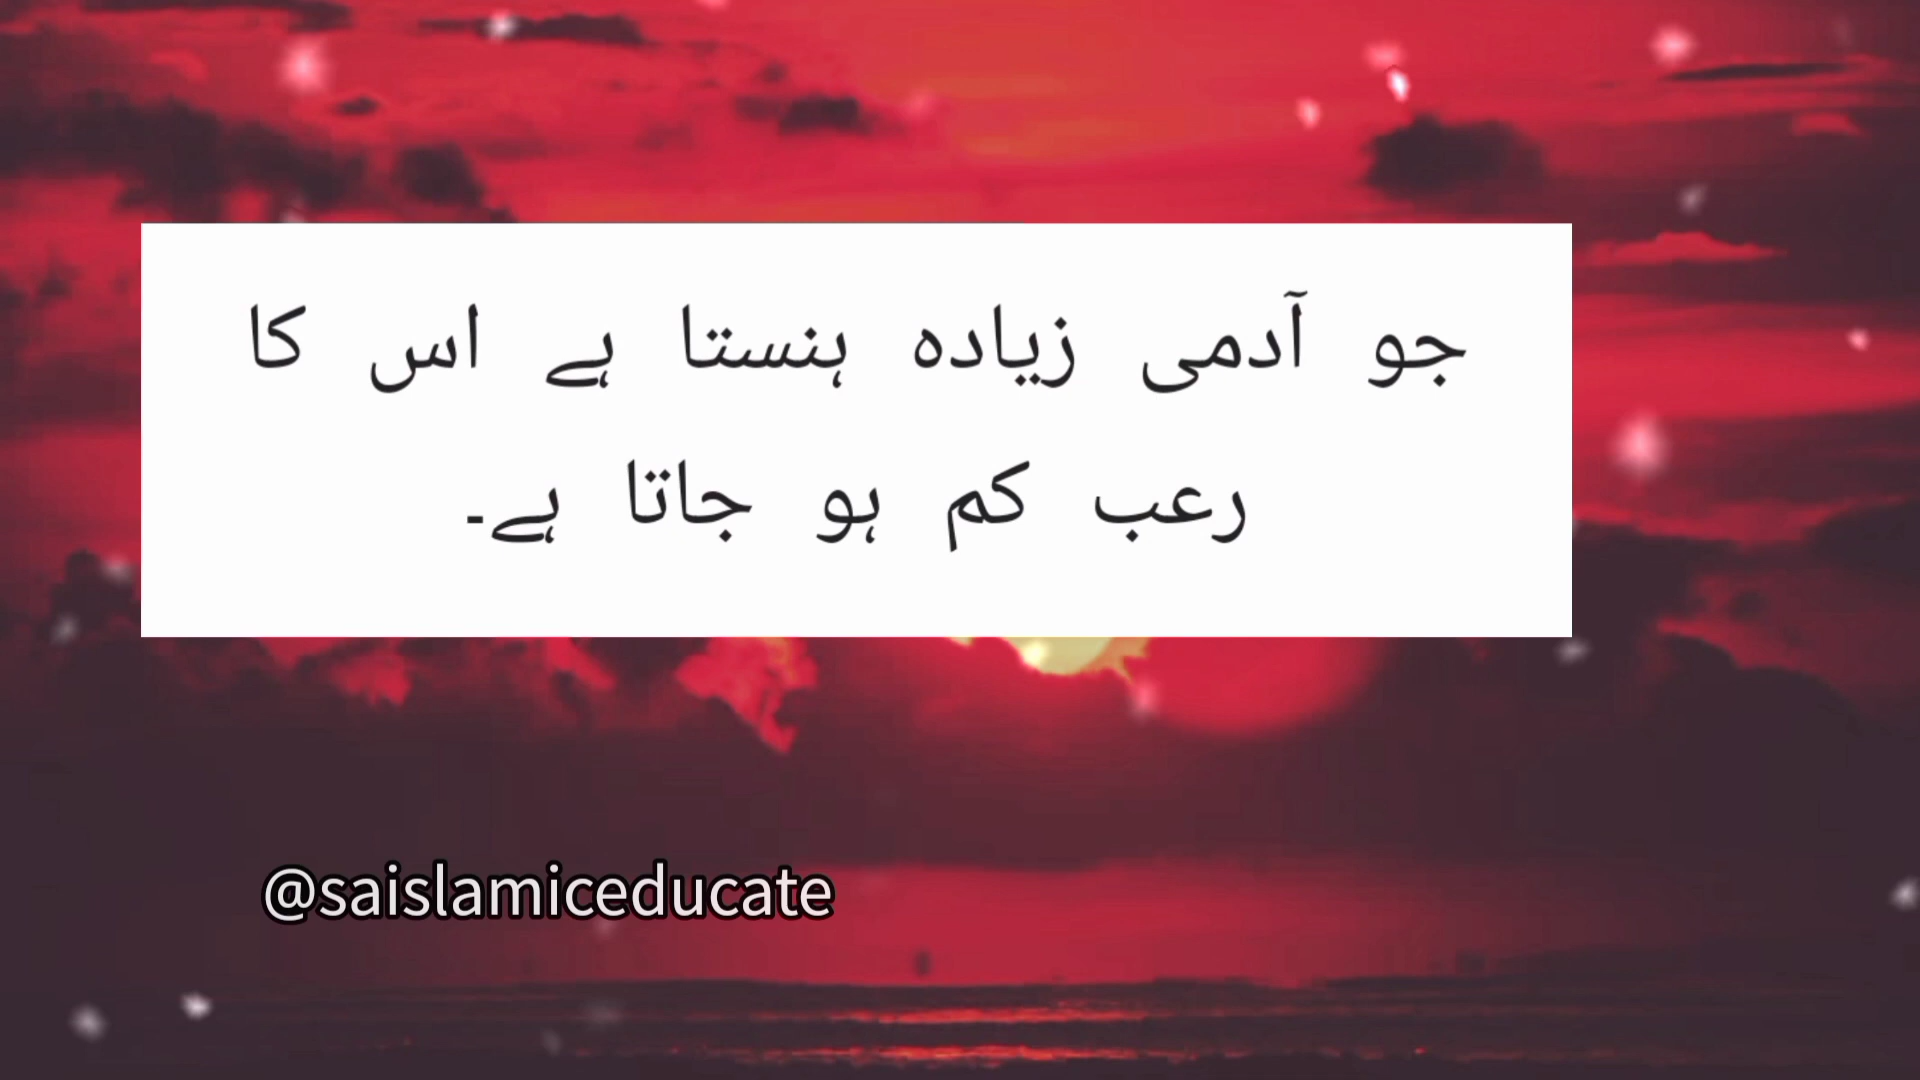 جو آدمی زیادہ ہنستا ہے اس کا
رعب کم ہو جاتا ہے۔
@saislamiceducate